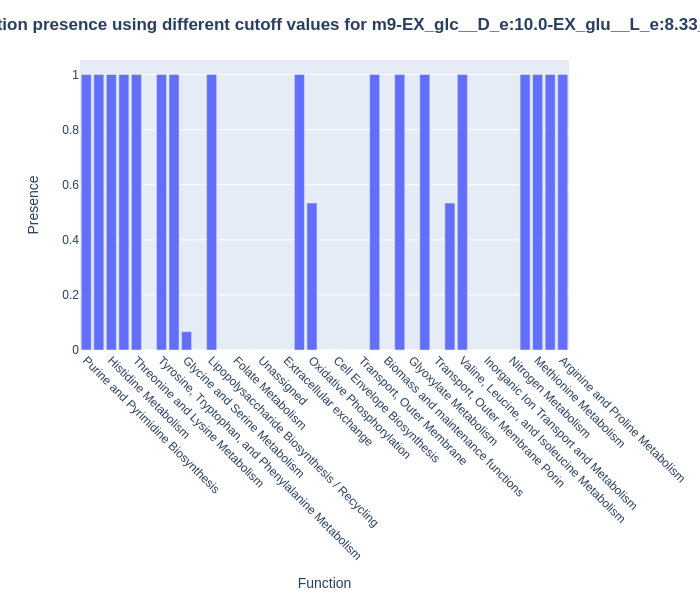 tion presence using different cutoff values for m9-EX_glc__D_e:10.0-EX_glu__L_e:8.33_
1
0.8
0.6
0.4
0.2
0
Presence
Purine and Pyrimidine Biosynthesis
Histidine Metabolism
Threonine and Lysine Metabolism
Tyrosine, Tryptophan, and Phenylalanine Metabolism
Glycine and Serine Metabolism
Lipopolysaccharide Biosynthesis / Recycling
Folate Metabolism
Unassigned
Extracellular exchange
Oxidative Phosphorylation
Cell Envelope Biosynthesis
Transport, Outer Membrane
Biomass and maintenance functions
Glyoxylate Metabolism
Transport, Outer Membrane Porin
Valine, Leucine, and Isoleucine Metabolism
Inorganic Ion Transport and Metabolism
Nitrogen Metabolism
Methionine Metabolism
Arginine and Proline Metabolism
Function